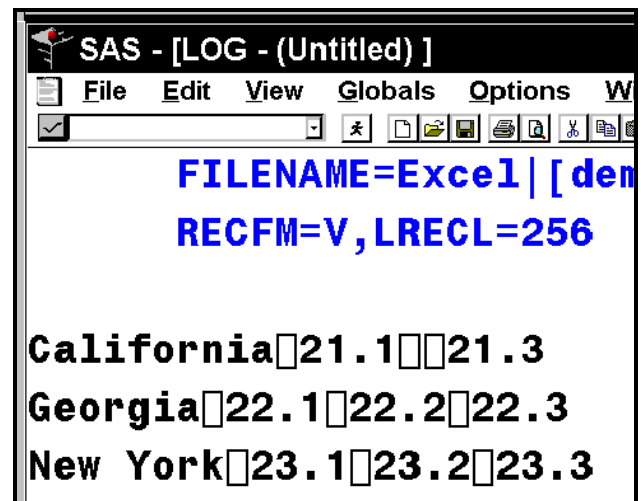 SAS - [LOG - (Untitled) ]
File Edit View Globals Options
FILENAME=Excel|[dem
RECFM=V,LRECL=256
California▯21.1▯▯21.3
Georgia▯22.1▯22.2▯22.3
New York▯23.1▯23.2▯23.3